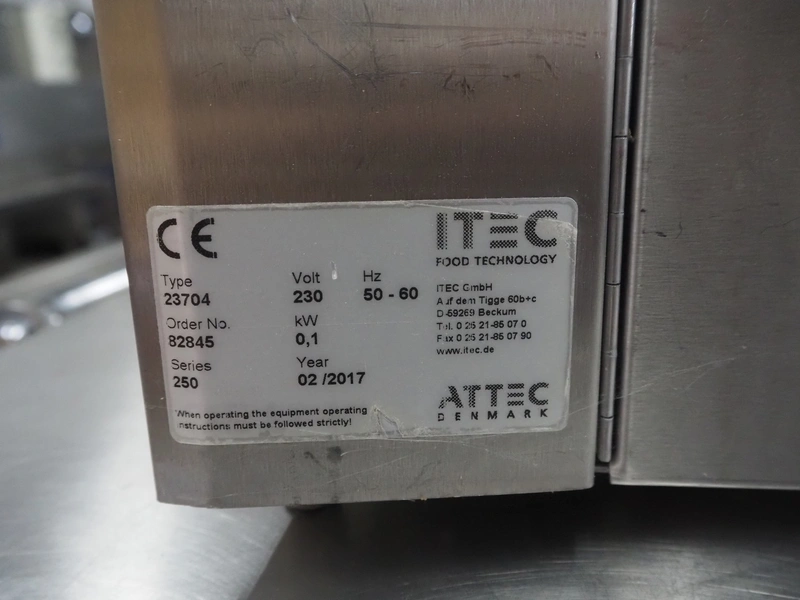 CE
ITEC
FOOD TECHNOLOGY
Type
23704
Volt
230
Hz
50 - 60
Order No.
82845
kW
0,1
Series
250
Year
02 /2017
ITEC GmbH
Auf dem Tigge 60b+c
D-59269 Beckum
Tel. 0 25 21-85 07 0
Fax 0 25 21-85 07 90
www.itec.de
ATTEC
DENMARK
When operating the equipment operating
instructions must be followed strictly!